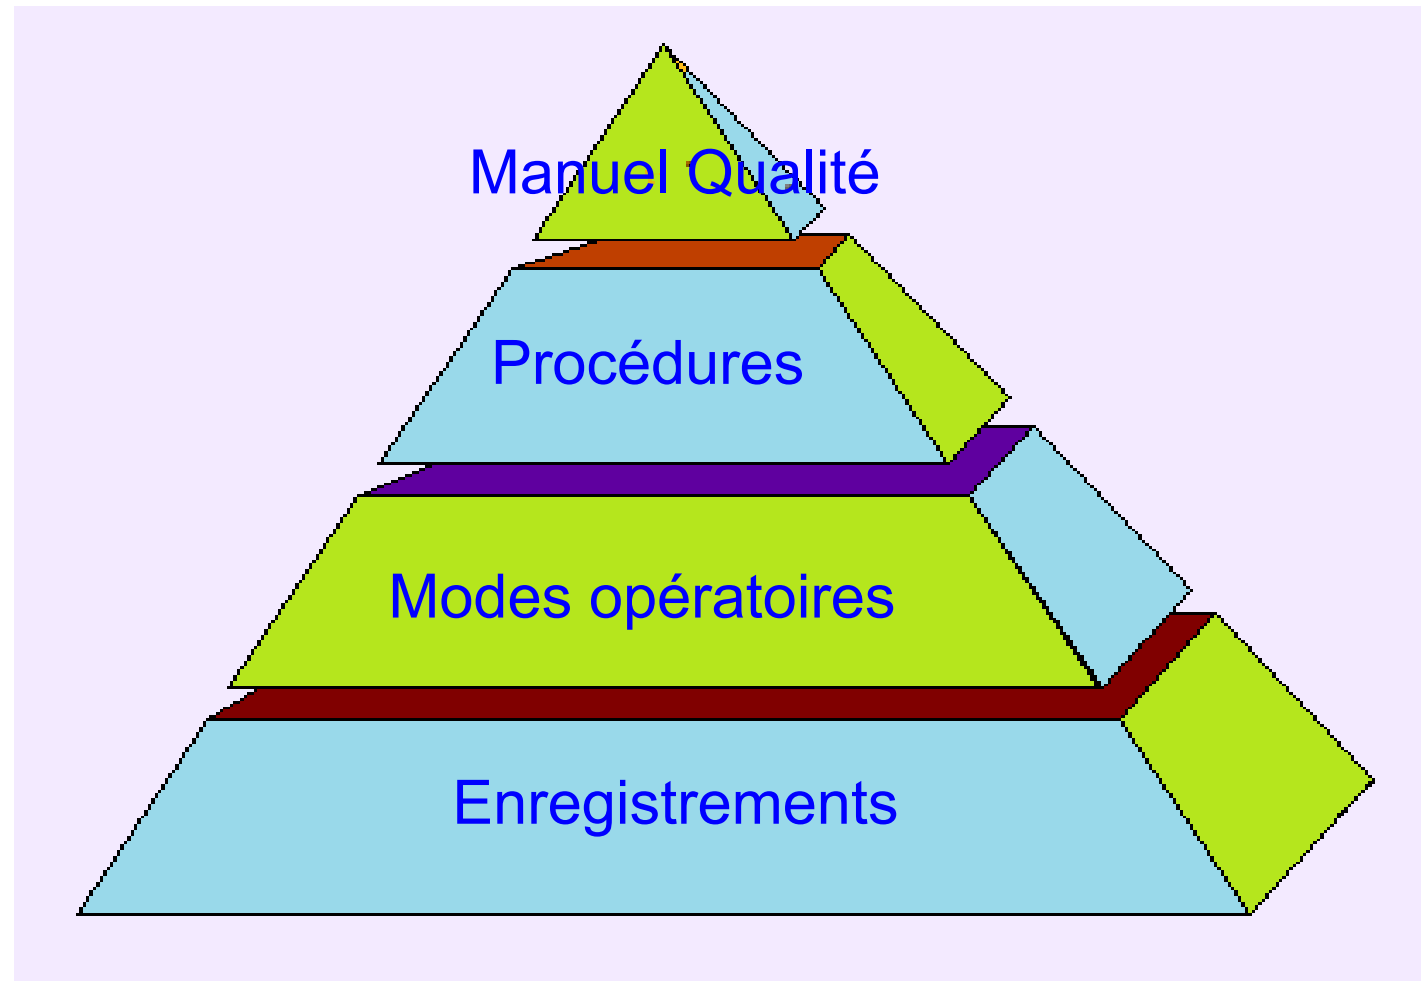 Manuel Qualité
Procédures
Modes opératoires
Enregistrements